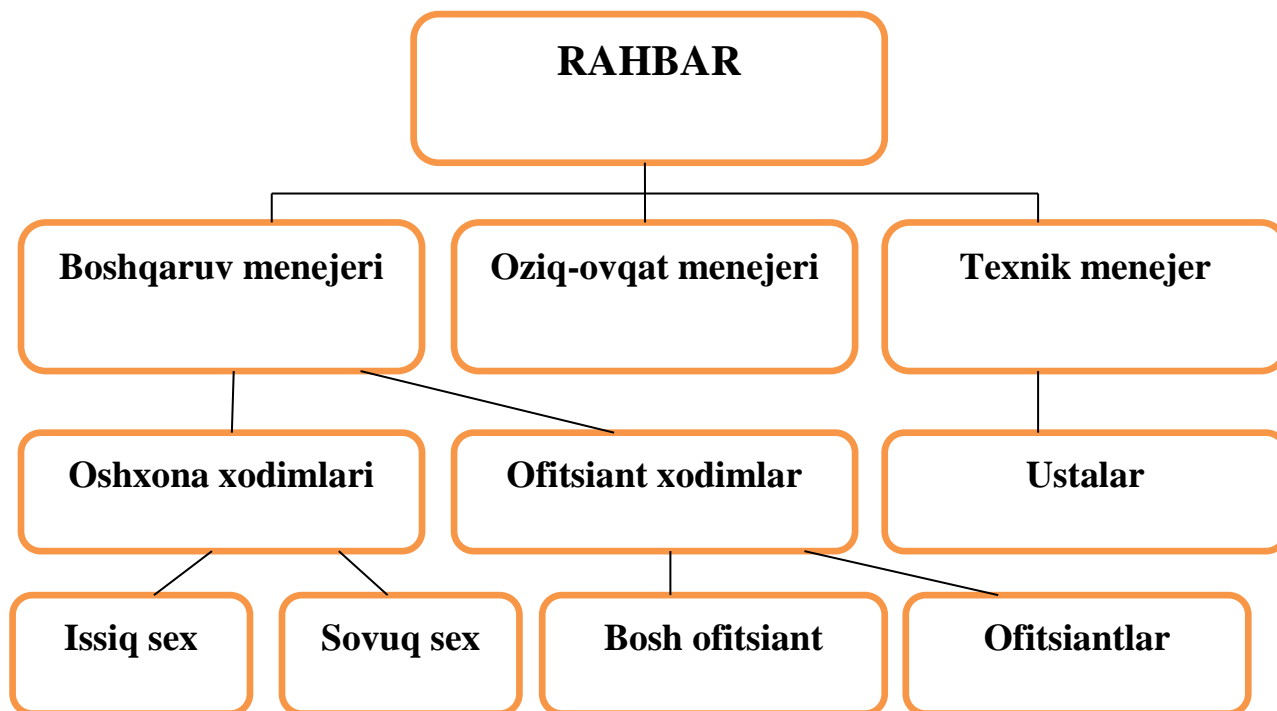 RAHBAR
Boshqaruv menejeri
Oziq-ovqat menejeri
Texnik menejer
Oshxona xodimlari
Ofitsiant xodimlar
Ustalar
Issiq sex
Sovuq sex
Bosh ofitsiant
Ofitsiantlar